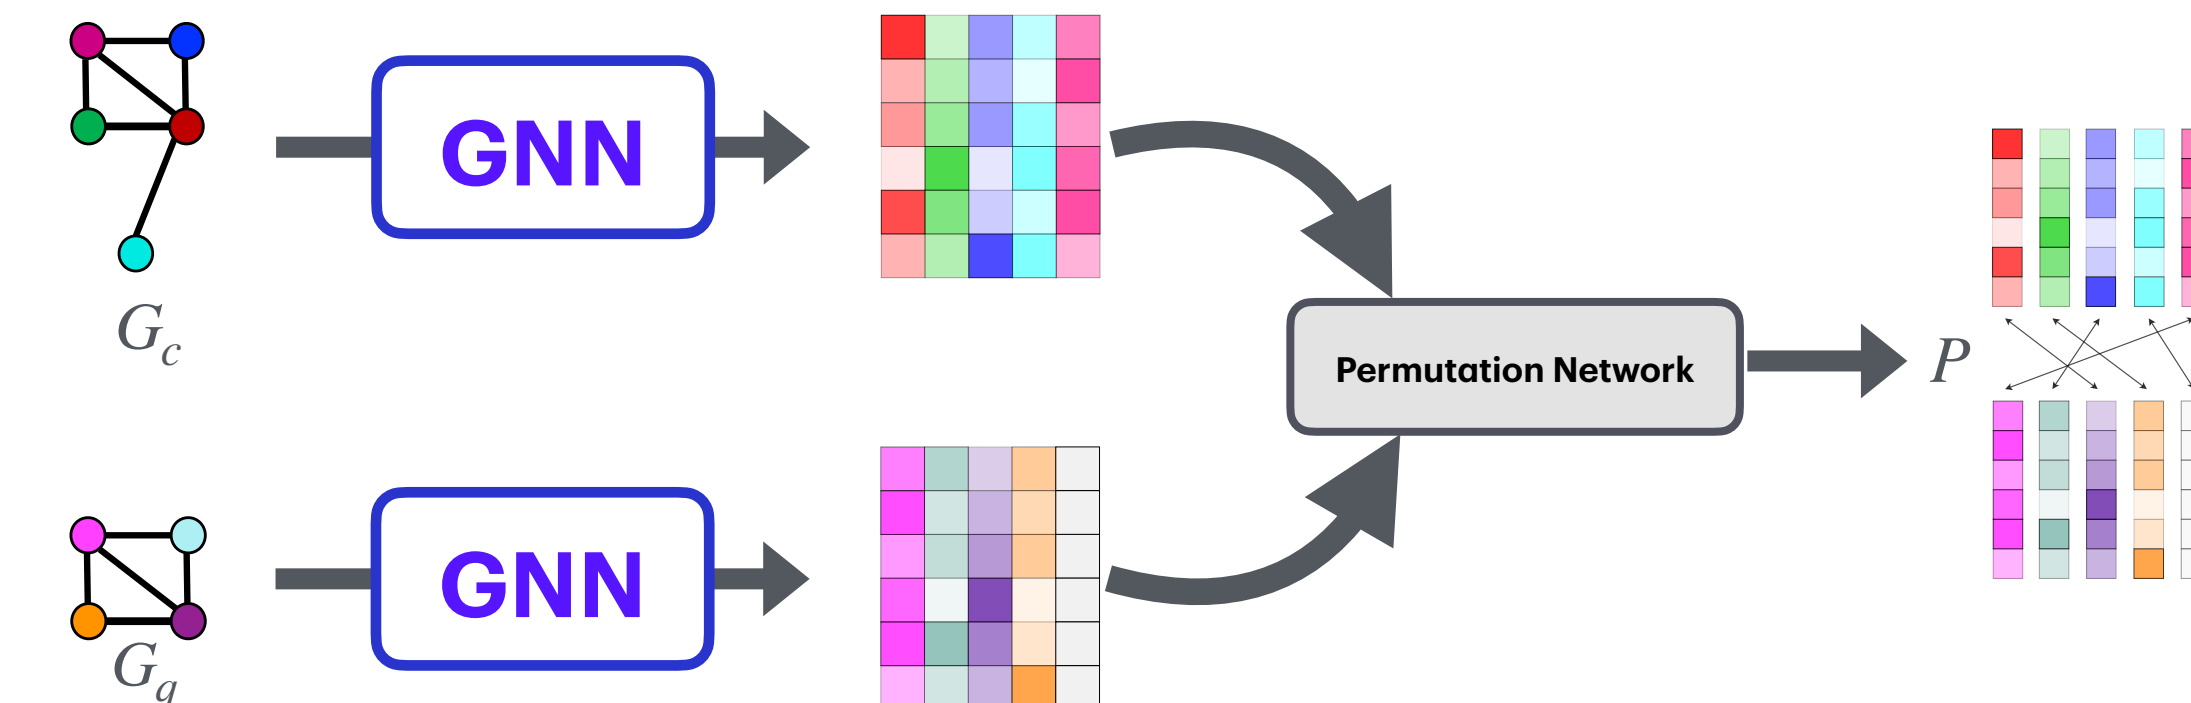 GNN
G_c
Permutation Network
P
GNN
G_q